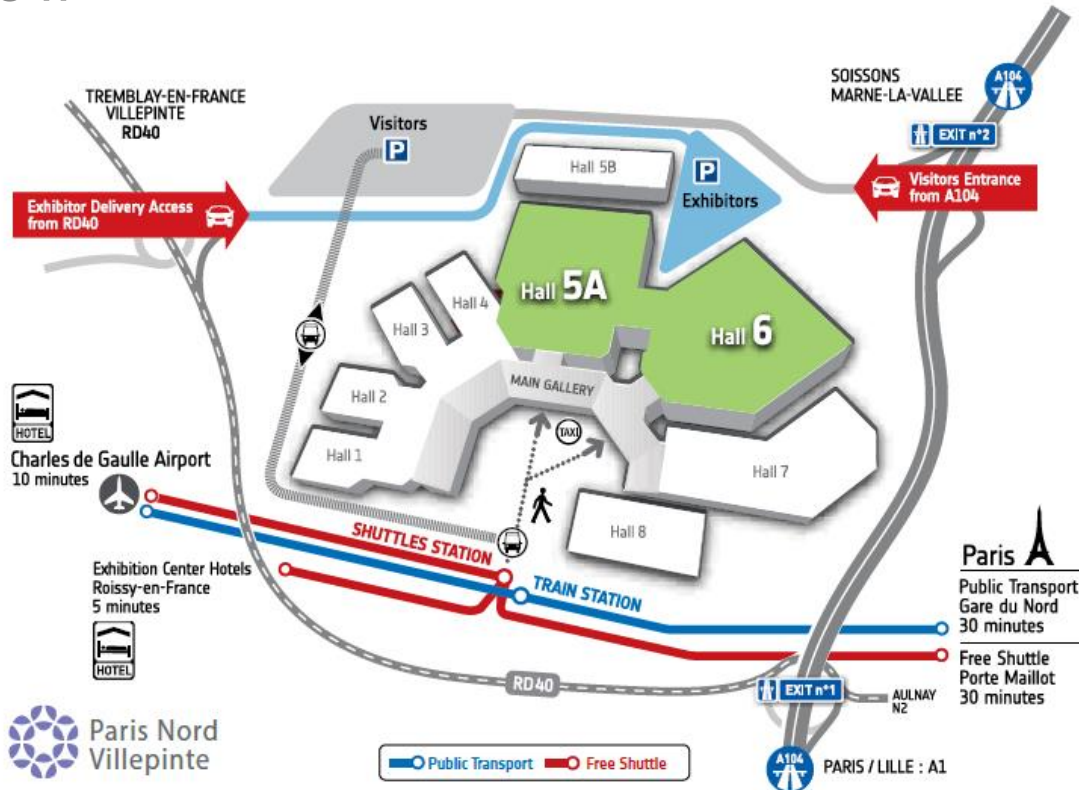 TREMBLAY-EN-FRANCE
VILLEPINTE
RD40
Visitors
P
SOISSONS
MARNE-LA-VALLEE
A104
EXIT n°2
Hall 5B
P
Exhibitors
Visitors Entrance
from A104
Exhibitor Delivery Access
from RD40
Hall 5A
Hall 4
Hall 3
Hall 6
MAIN GALLERY
Hall 2
TAXI
Hall 1
Hall 7
HOTEL
Charles de Gaulle Airport
10 minutes
Hall 8
SHUTTLES STATION
TRAIN STATION
Exhibition Center Hotels
Roissy-en-France
5 minutes
HOTEL
Paris
Public Transport
Gare du Nord
30 minutes
Free Shuttle
Porte Maillot
30 minutes
RD40
EXIT n°1
AULNAY
N2
Paris Nord
Villepinte
Public Transport
Free Shuttle
A104
PARIS / LILLE : A1